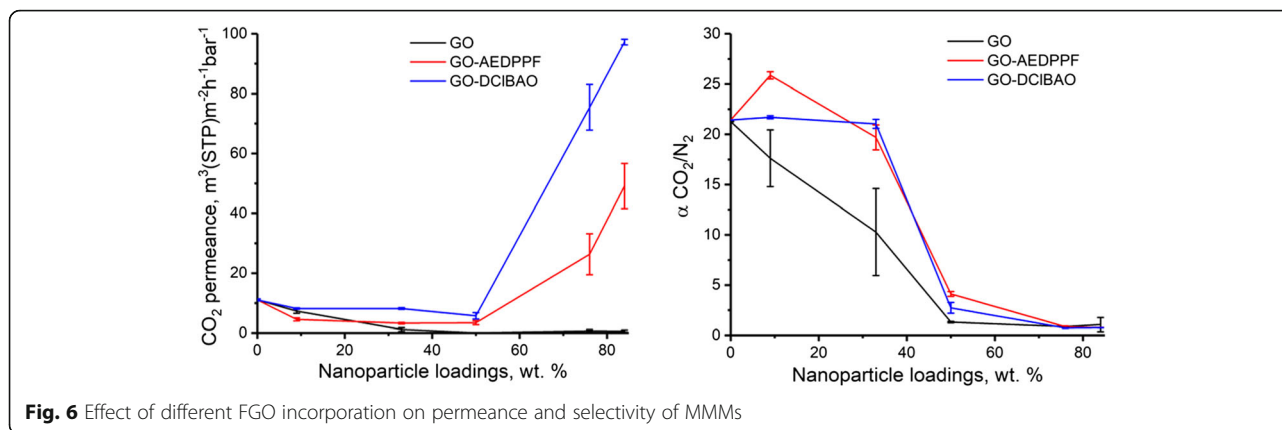 GO
GO-AEDPPF
GO-DCIBAO
CO₂ permeance, m³(STP)m⁻²h⁻¹bar⁻¹
100
80
60
40
20
0
0 20 40 60 80
Nanoparticle loadings, wt. %
GO
GO-AEDPPF
GO-DCIBAO
α CO₂/N₂
30
25
20
15
10
5
0
0 20 40 60 80
Nanoparticle loadings, wt. %
Fig. 6 Effect of different FGO incorporation on permeance and selectivity of MMMs